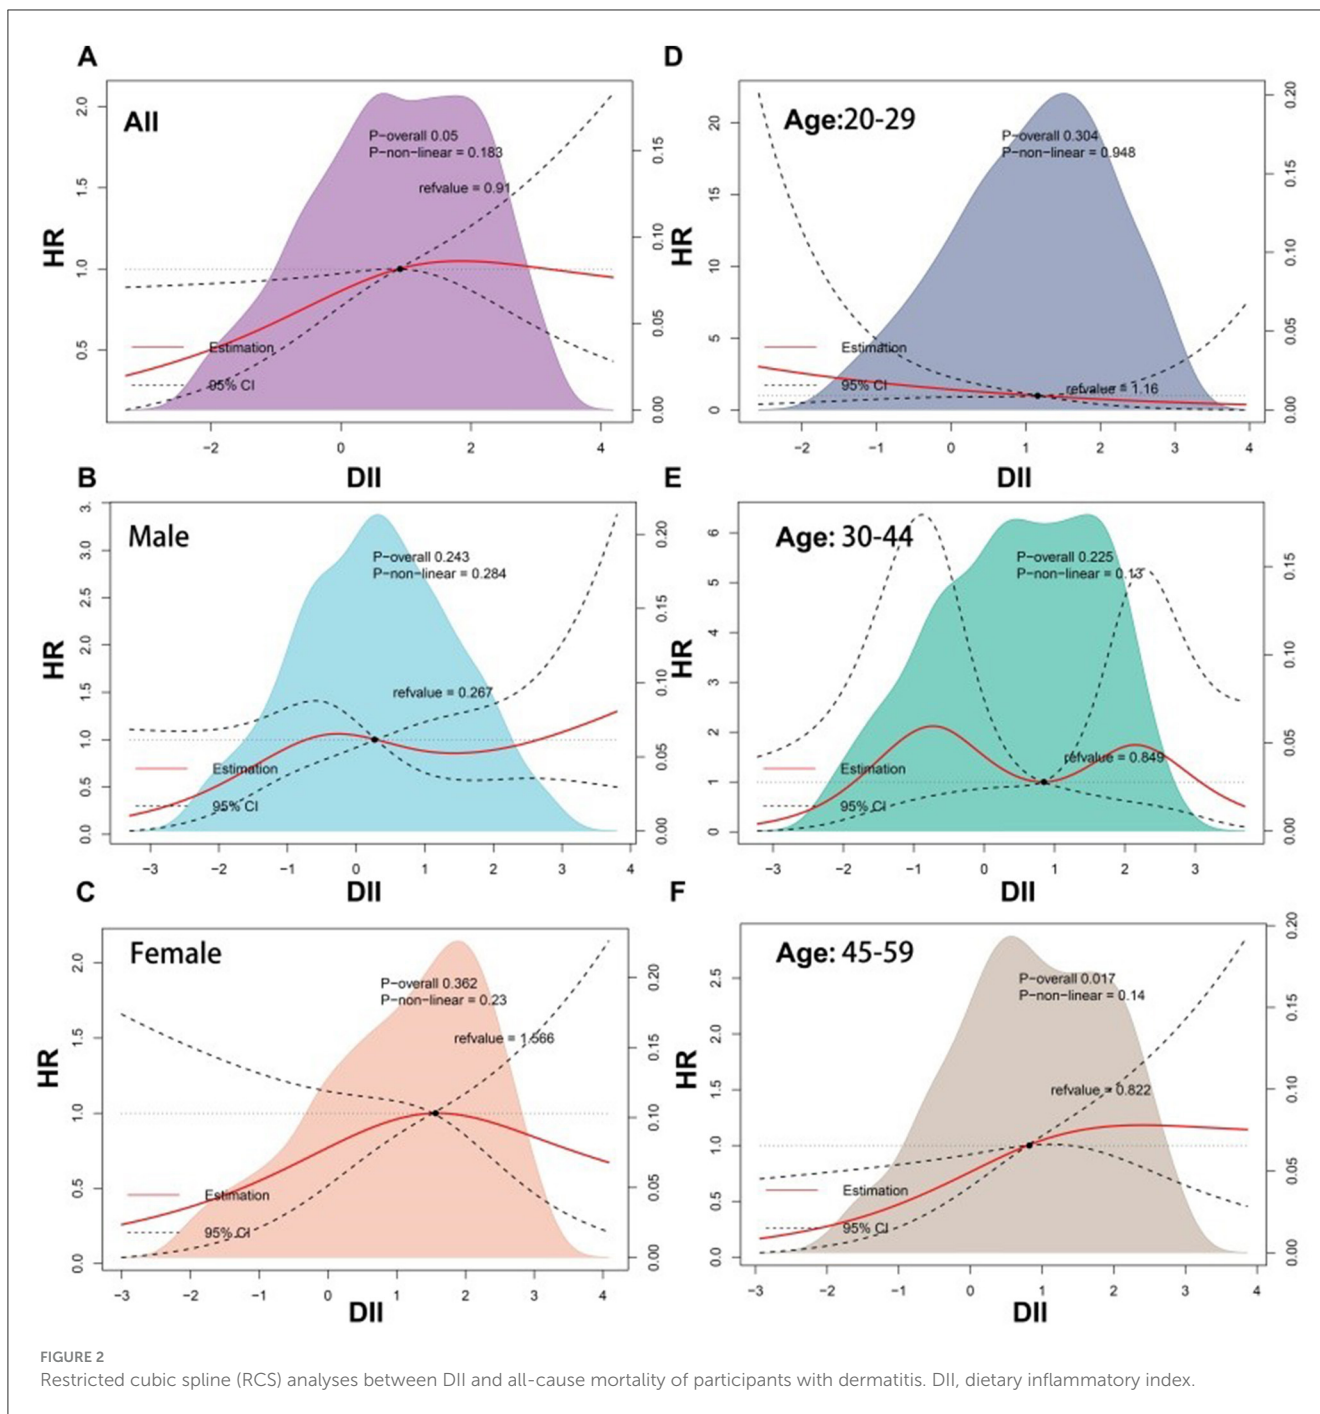 A
All
P−overall 0.05
P−non−linear = 0.183
refvalue = 0.91
Estimation
95% CI
HR
2.0
1.5
1.0
0.5
0.15
0.10
0.05
0.00
−2 0 2 4
DII
D
Age:20-29
P−overall 0.304
P−non−linear = 0.948
refvalue = 1.16
Estimation
95% CI
HR
20
15
10
5
0
0.20
0.15
0.10
0.05
0.00
−2 −1 0 1 2 3 4
DII
B
Male
P−overall 0.243
P−non−linear = 0.284
refvalue = 0.267
Estimation
95% CI
HR
3.
3.0
2.5
2.0
1.5
1.0
0.5
0.0
0.20
0.15
0.10
0.05
0.00
−3 −2 −1 0 1 2 3 4
DII
E
Age: 30-44
P−overall 0.225
P−non−linear = 0.13
refvalue = 0.849
Estimation
95% CI
HR
6
5
4
3
2
1
0
0.15
0.10
0.05
0.00
−3 −2 −1 0 1 2 3
DII
C
Female
P−overall 0.362
P−non−linear = 0.23
refvalue = 1.566
Estimation
95% CI
HR
2.0
1.5
1.0
0.5
0.0
0.20
0.15
0.10
0.05
0.00
−3 −2 −1 0 1 2 3 4
DII
F
Age: 45-59
P−overall 0.017
P−non−linear = 0.14
refvalue = 0.822
Estimation
95% CI
HR
2.5
2.0
1.5
1.0
0.5
0.0
0.20
0.15
0.10
0.05
0.00
−3 −2 −1 0 1 2 3 4
DII
FIGURE 2
Restricted cubic spline (RCS) analyses between DII and all-cause mortality of participants with dermatitis. DII, dietary inflammatory index.